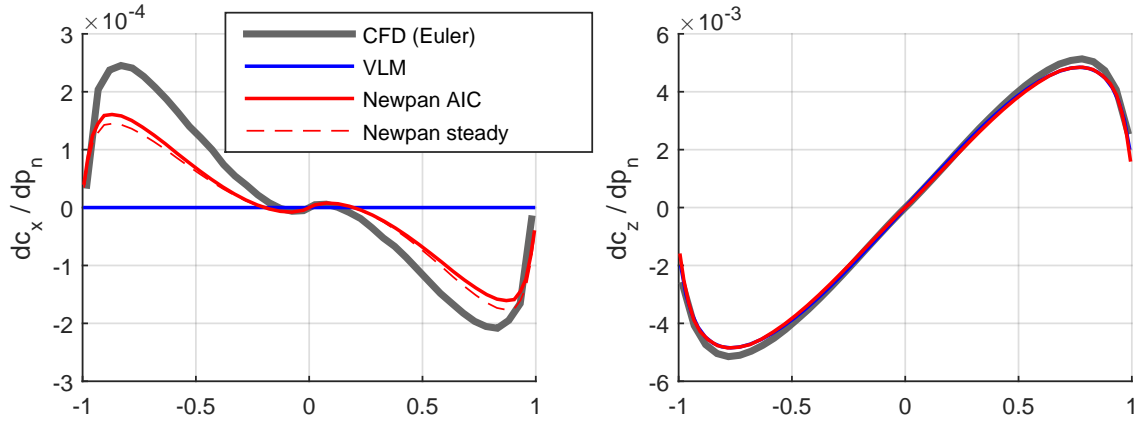 ×10⁻⁴
3
2
1
0
-1
-2
-3
dc_x / dp_n
-1 -0.5 0 0.5 1
CFD (Euler)
VLM
Newpan AIC
Newpan steady
×10⁻³
6
4
2
0
-2
-4
-6
dc_z / dp_n
-1 -0.5 0 0.5 1